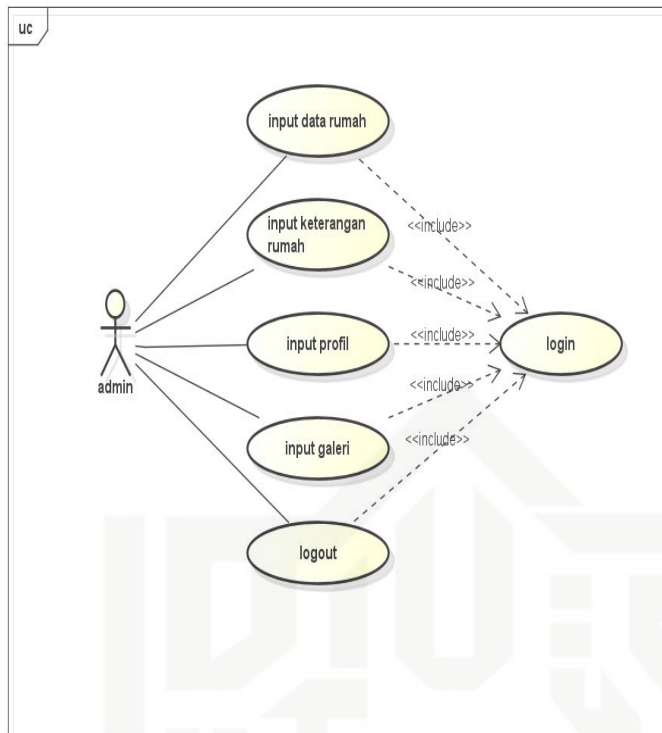 uc
input data rumah
<<include>>
input keterangan
rumah
<<include>>
input profil
<<include>>
login
admin
<<include>>
input galeri
<<include>>
logout